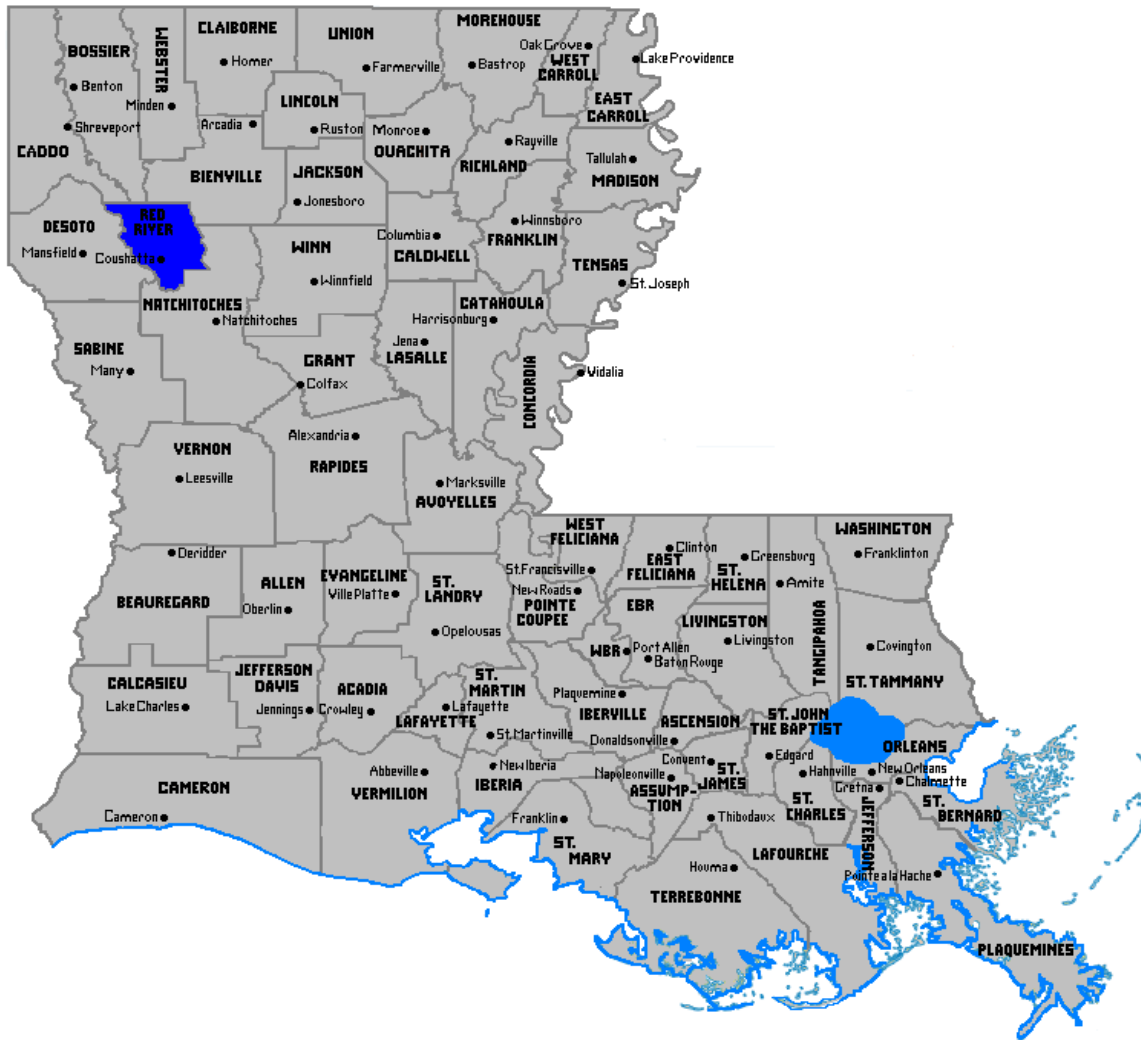 MOREHOUSE
CLAIBORNE
UNION
WEBSTER
BOSSIER
Oak Grove
WEST
CARROLL
Lake Providence
Homer
Farmerville
Bastrop
Benton
EAST
CARROLL
LINCOLN
Minden
Shreveport
Arcadia
Ruston
Monroe
OUACHITA
Rayville
CADDO
RICHLAND
Tallulah
MADISON
BIENVILLE
JACKSON
Jonesboro
RED
RIVER
DESOTO
Winnsboro
FRANKLIN
Columbia
CALDWELL
WINN
Mansfield
Coushatta
TENSAS
Winnfield
St. Joseph
NATCHITOCHES
Natchitoches
CATAHOULA
Harrisonburg
SABINE
Many
GRANT
Colfax
Jena
LASALLE
CONCORDIA
Vidalia
Alexandria
RAPIDES
VERNON
Leesville
Marksville
AVOYELLES
WEST
FELICIANA
WASHINGTON
Franklinton
Clinton
EAST
FELICIANA
Greensburg
ST.
HELENA
Amite
Deridder
BEAUREGARD
ALLEN
Oberlin
EVANGELINE
Ville Platte
ST.
LANDRY
Opelousas
St. Francisville
New Roads
POINTE
COUPEE
EBR
LIVINGSTON
Livingston
TANGIPAHOA
WBR
Port Allen
Baton Rouge
Covington
ST. TAMMANY
CALCASIEU
Lake Charles
JEFFERSON
DAVIS
Jennings
ACADIA
Crowley
LAFAYETTE
Lafayette
ST.
MARTIN
St. Martinville
Plaquemine
IBERVILLE
ASCENSION
Donaldsonville
ST. JOHN
THE BAPTIST
Edgard
ORLEANS
New Orleans
Chalmette
Hahnville
Gretna
Convent
ST.
JAMES
Napoleonville
ASSUMP-
TION
ST.
CHARLES
JEFFERSON
ST.
BERNARD
CAMERON
Cameron
Abbeville
VERMILION
New Iberia
IBERIA
Franklin
ST.
MARY
Thibodaux
LAFOURCHE
Houma
TERREBONNE
Pointe a la Hache
PLAQUEMINES